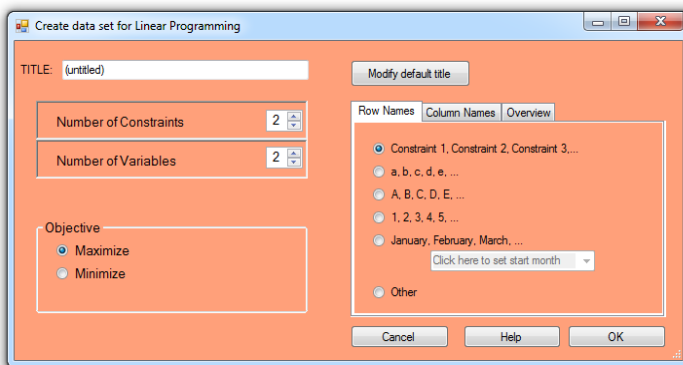 Create data set for Linear Programming
TITLE: (untitled)
Modify default title
Number of Constraints 2
Number of Variables 2
Objective
Maximize
Minimize
Row Names Column Names Overview
Constraint 1, Constraint 2, Constraint 3,...
a, b, c, d, e, ...
A, B, C, D, E, ...
1, 2, 3, 4, 5, ...
January, February, March, ...
Click here to set start month
Other
Cancel Help OK